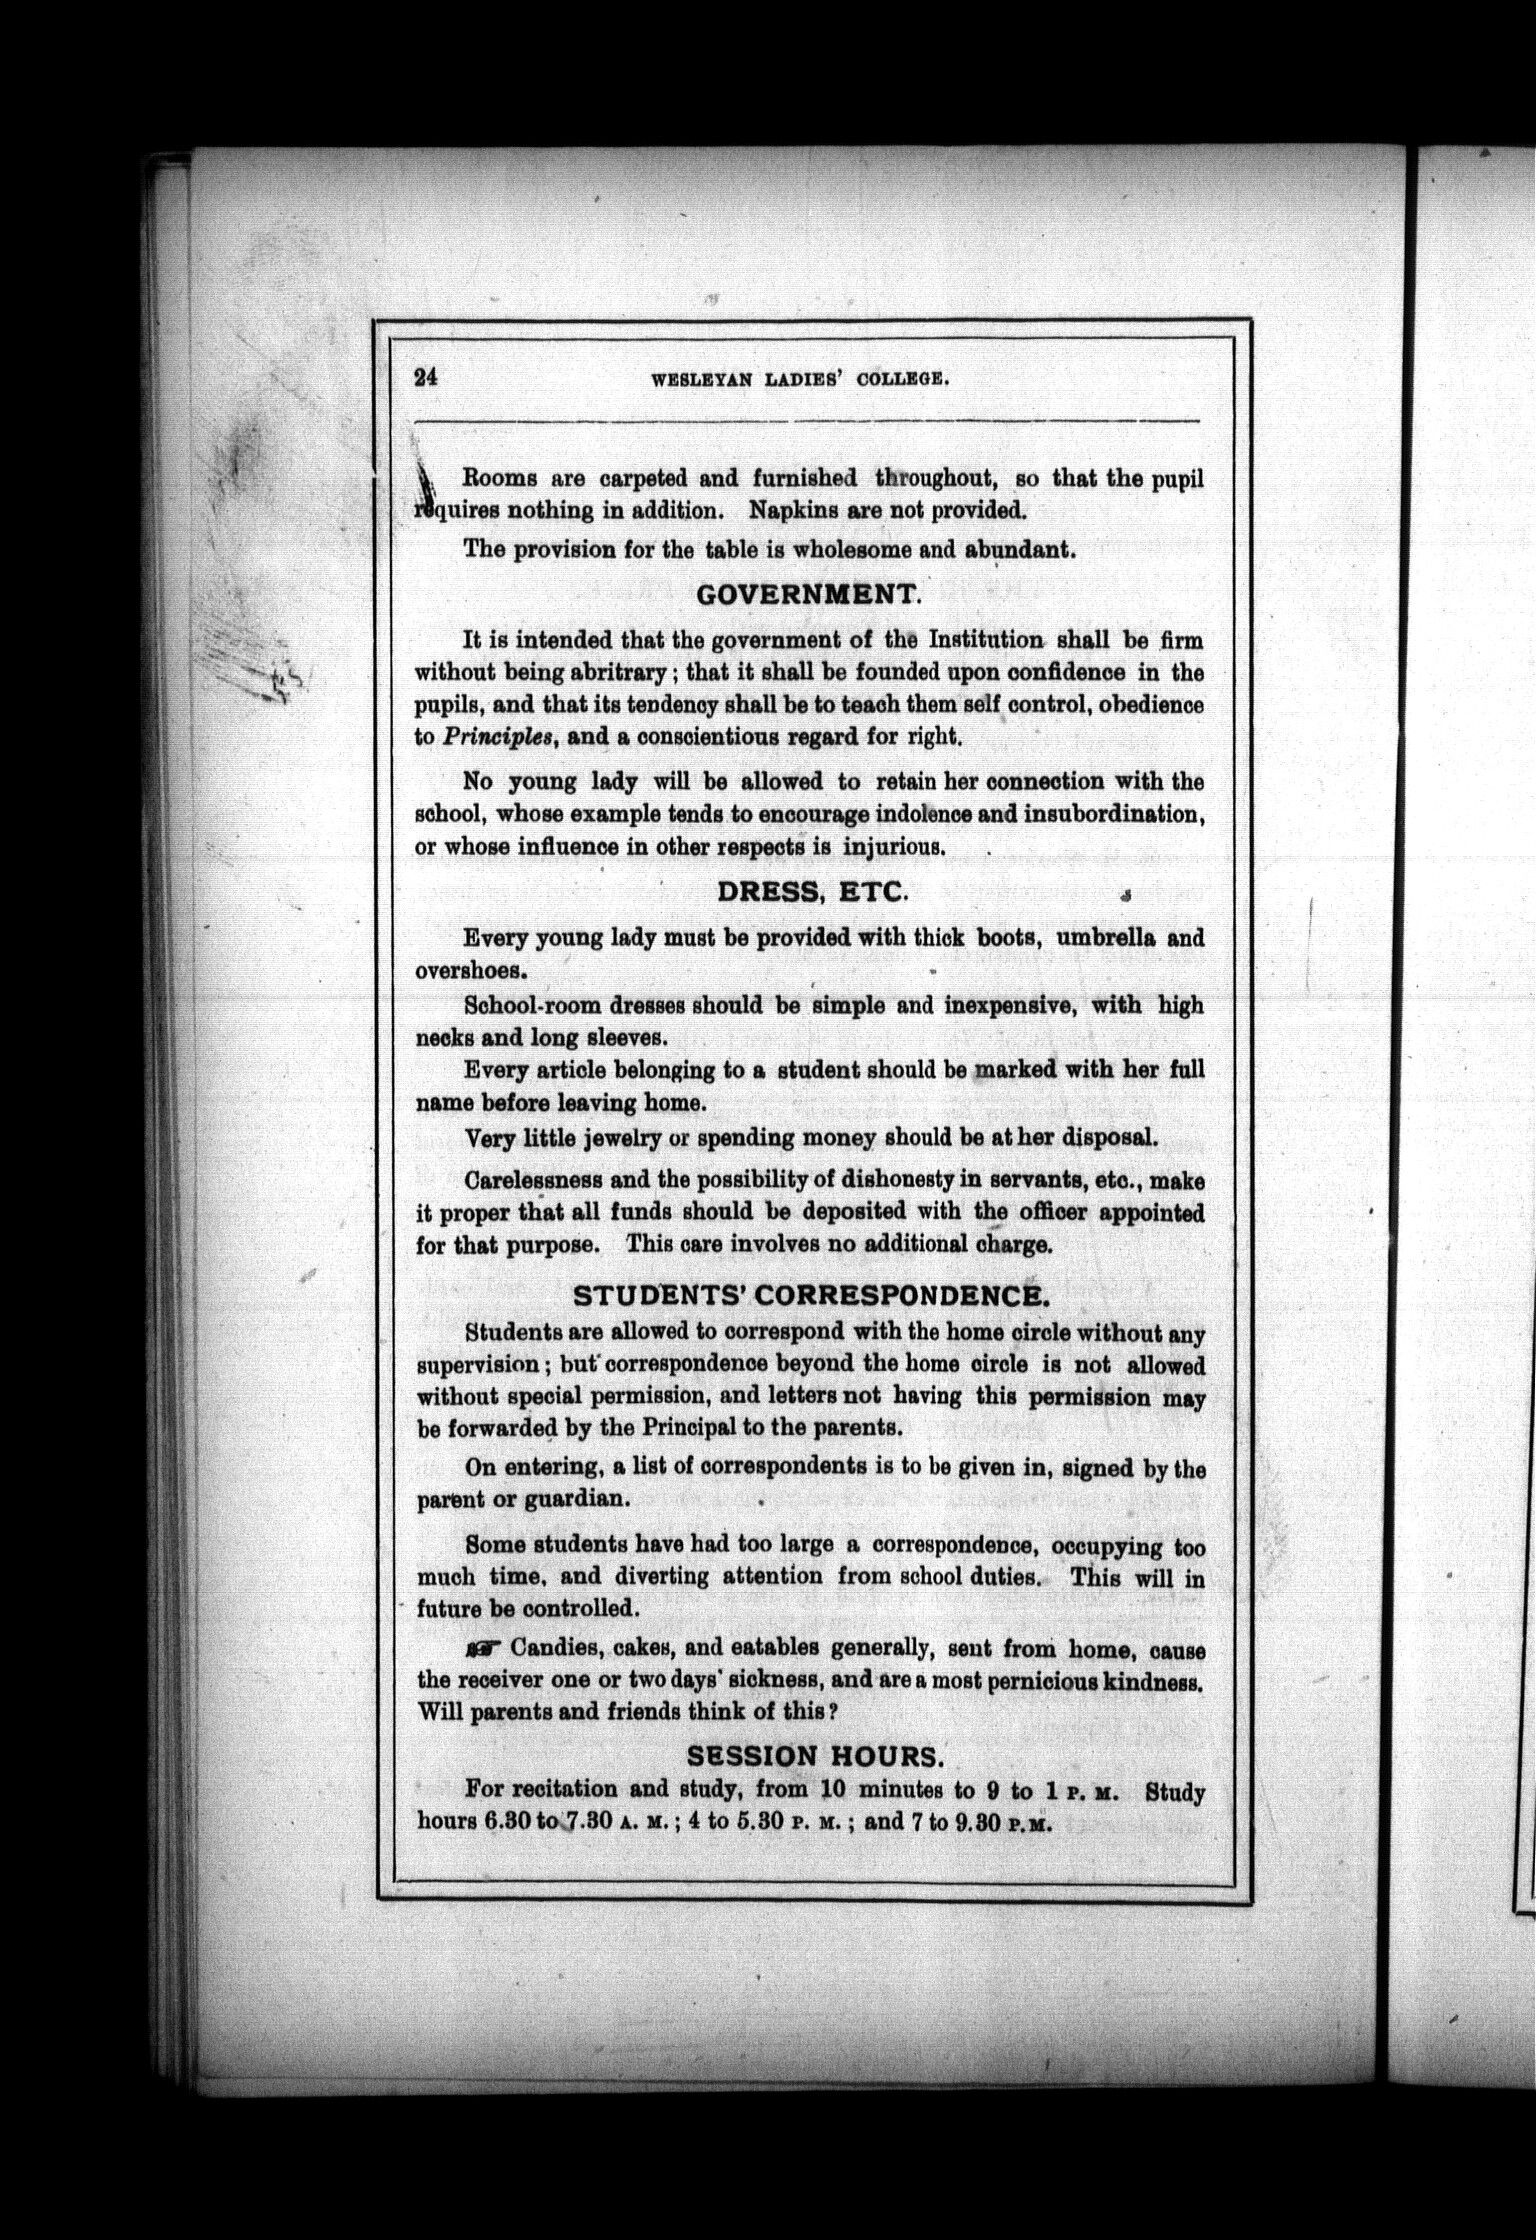 24 WESLEYAN LADIES' COLLEGE.
Rooms are carpeted and furnished throughout, so that the pupil
requires nothing in addition. Napkins are not provided.
The provision for the table is wholesome and abundant.
GOVERNMENT.
It is intended that the government of the Institution shall be firm
without being abritrary; that it shall be founded upon confidence in the
pupils, and that its tendency shall be to teach them self control, obedience
to Principles, and a conscientious regard for right.
No young lady will be allowed to retain her connection with the
school, whose example tends to encourage indolence and insubordination,
or whose influence in other respects is injurious.
DRESS, ETC.
Every young lady must be provided with thick boots, umbrella and
overshoes.
School-room dresses should be simple and inexpensive, with high
necks and long sleeves.
Every article belonging to a student should be marked with her full
name before leaving home.
Very little jewelry or spending money should be at her disposal.
Carelessness and the possibility of dishonesty in servants, etc., make
it proper that all funds should be deposited with the officer appointed
for that purpose. This care involves no additional charge.
STUDENTS' CORRESPONDENCE.
Students are allowed to correspond with the home circle without any
supervision; but correspondence beyond the home circle is not allowed
without special permission, and letters not having this permission may
be forwarded by the Principal to the parents.
On entering, a list of correspondents is to be given in, signed by the
parent or guardian.
Some students have had too large a correspondence, occupying too
much time, and diverting attention from school duties. This will in
future be controlled.
☞ Candies, cakes, and eatables generally, sent from home, cause
the receiver one or two days' sickness, and are a most pernicious kindness.
Will parents and friends think of this?
SESSION HOURS.
For recitation and study, from 10 minutes to 9 to 1 P. M. Study
hours 6.30 to 7.30 A. M.; 4 to 5.30 P. M.; and 7 to 9.30 P.M.